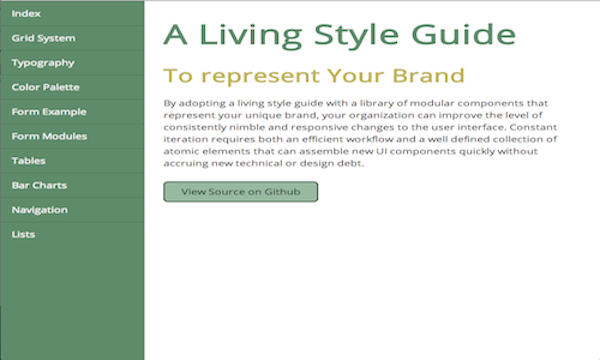 Index
Grid System
Typography
Color Palette
Form Example
Form Modules
Tables
Bar Charts
Navigation
Lists
A Living Style Guide
To represent Your Brand
By adopting a living style guide with a library of modular components that
represent your unique brand, your organization can improve the level of
consistently nimble and responsive changes to the user interface. Constant
iteration requires both an efficient workflow and a well defined collection of
atomic elements that can assemble new UI components quickly without
accruing new technical or design debt.
View Source on Github